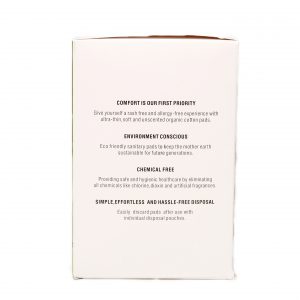 COMFORT IS OUR FIRST PRIORITY
Give yourself a rash free and allergy-free experience with
ultra-thin, soft and unscented organic cotton pads.
ENVIRONMENT CONSCIOUS
Eco friendly sanitary pads to keep the mother earth
sustainable for future generations.
CHEMICAL FREE
Providing safe and hygienic healthcare by eliminating
all chemicals like chlorine, dioxin and artificial fragrances.
SIMPLE,EFFORTLESS AND HASSLE-FREE DISPOSAL
Easily discard pads after use with
individual disposal pouches.